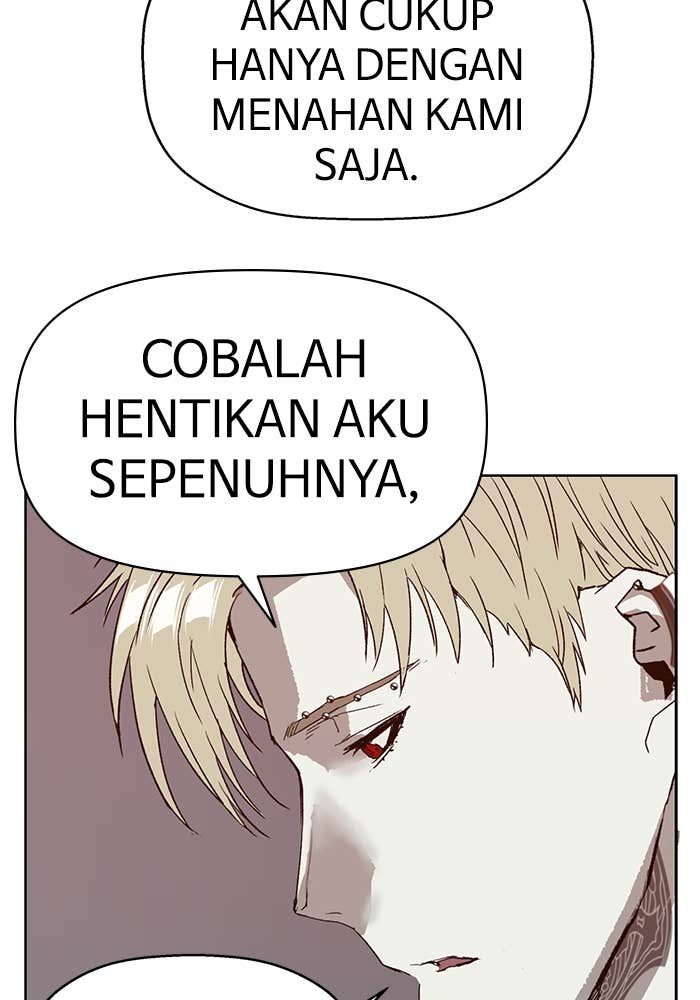 AKAN CUKUP
HANYA DENGAN
MENAHAN KAMI
SAJA.
COBALAH
HENTIKAN AKU
SEPENUHNYA,